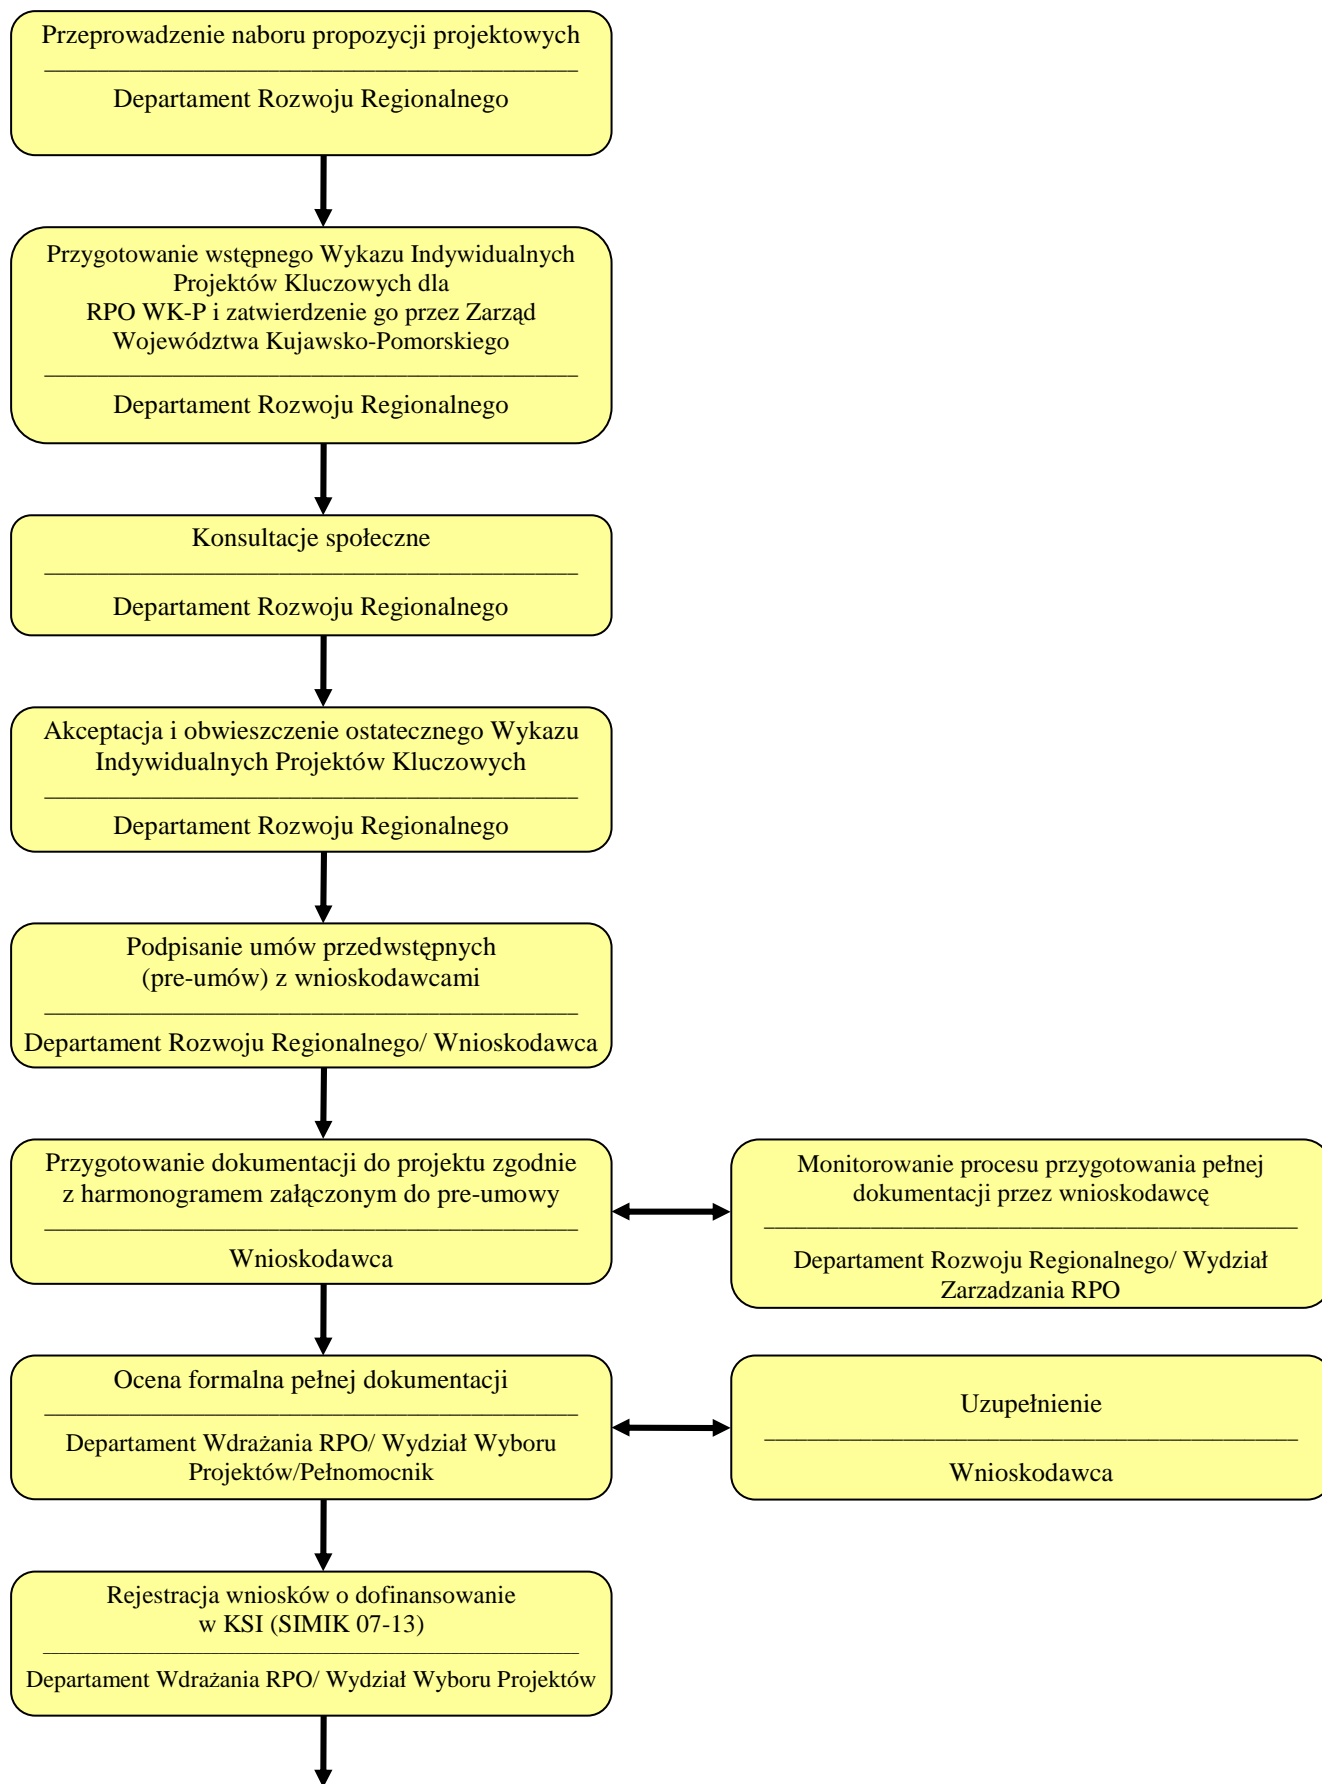 Przeprowadzenie naboru propozycji projektowych
Departament Rozwoju Regionalnego
Przygotowanie wstępnego Wykazu Indywidualnych
Projektów Kluczowych dla
RPO WK-P i zatwierdzenie go przez Zarząd
Województwa Kujawsko-Pomorskiego
Departament Rozwoju Regionalnego
Konsultacje społeczne
Departament Rozwoju Regionalnego
Akceptacja i obwieszczenie ostatecznego Wykazu
Indywidualnych Projektów Kluczowych
Departament Rozwoju Regionalnego
Podpisanie umów przedwstępnych
(pre-umów) z wnioskodawcami
Departament Rozwoju Regionalnego/ Wnioskodawca
Przygotowanie dokumentacji do projektu zgodnie
z harmonogramem załączonym do pre-umowy
Wnioskodawca
Monitorowanie procesu przygotowania pełnej
dokumentacji przez wnioskodawcę
Departament Rozwoju Regionalnego/ Wydział
Zarzadzania RPO
Ocena formalna pełnej dokumentacji
Departament Wdrażania RPO/ Wydział Wyboru
Projektów/Pełnomocnik
Uzupełnienie
Wnioskodawca
Rejestracja wniosków o dofinansowanie
w KSI (SIMIK 07-13)
Departament Wdrażania RPO/ Wydział Wyboru Projektów